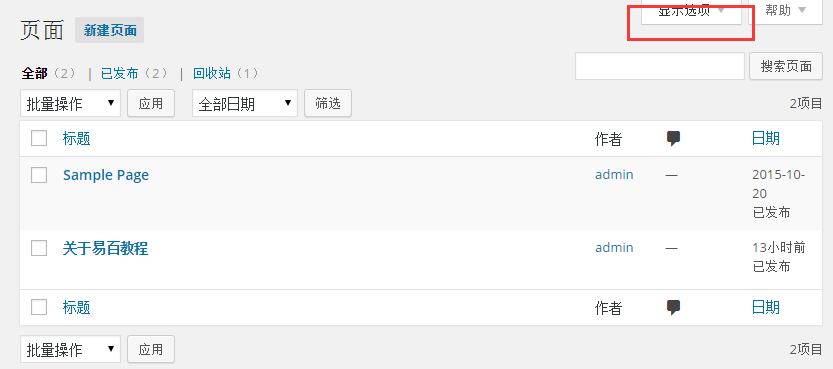 显示选项 帮助
页面 新建页面
全部（2） | 已发布（2） | 回收站（1） 搜索页面
批量操作 应用 全部日期 筛选 2项目
标题 作者 日期
Sample Page admin — 2015-10-
20
已发布
关于易百教程 admin — 13小时前
已发布
标题 作者 日期
批量操作 应用 2项目